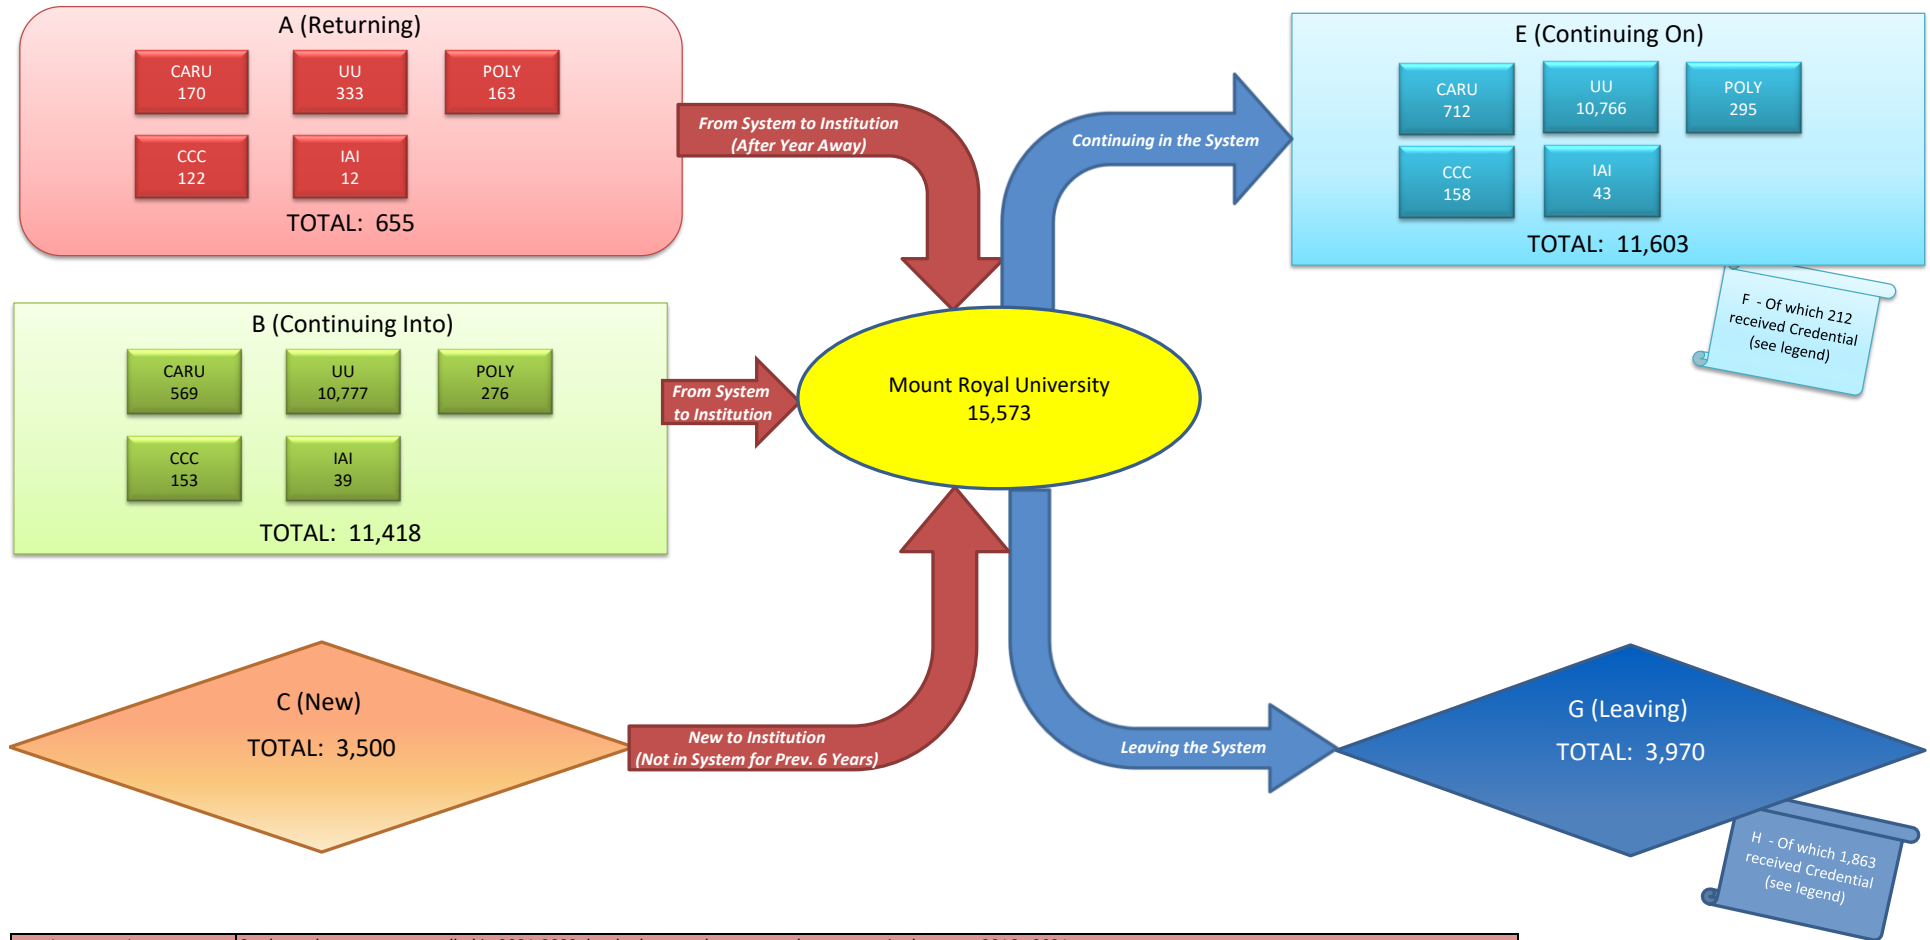 A (Returning)
CARU
170
UU
333
POLY
163
CCC
122
IAI
12
TOTAL: 655
From System to Institution
(After Year Away)
B (Continuing Into)
CARU
569
UU
10,777
POLY
276
CCC
153
IAI
39
TOTAL: 11,418
From System
to Institution
C (New)
TOTAL: 3,500
New to Institution
(Not in System for Prev. 6 Years)
Mount Royal University
15,573
Continuing in the System
E (Continuing On)
CARU
712
UU
10,766
POLY
295
CCC
158
IAI
43
TOTAL: 11,603
F - Of which 212
received Credential
(see legend)
Leaving the System
G (Leaving)
TOTAL: 3,970
H - Of which 1,863
received Credential
(see legend)